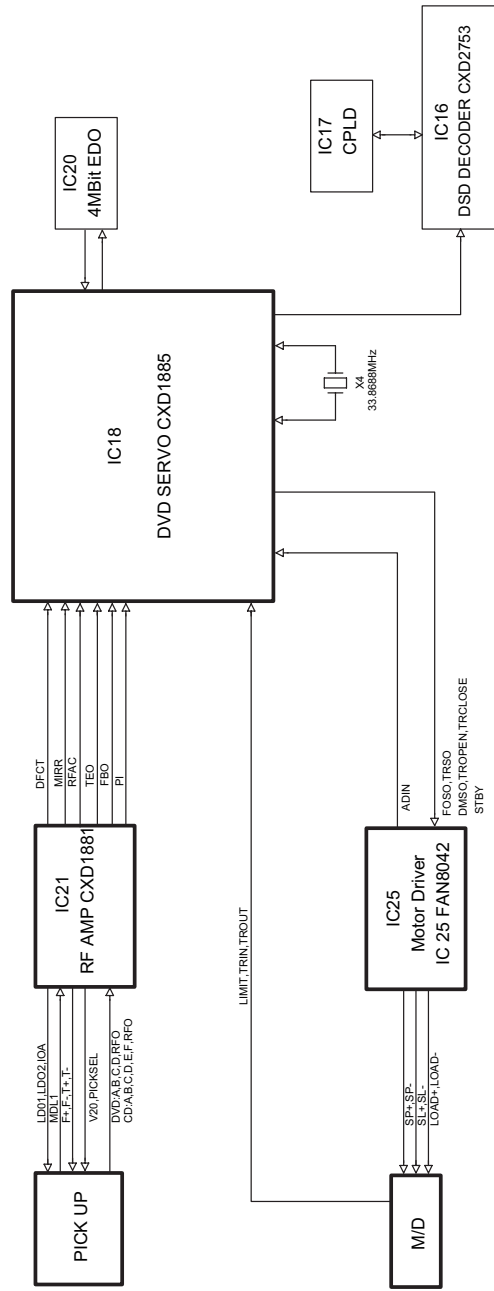 PICK UP
LD01,LDO2,IOA
MDL1
F+,F-,T+,T-
V20,PICKSEL
DVD:A,B,C,D,RFO
CD:A,B,C,D,E,F,RFO
IC21
RF AMP CXD1881
DFCT
MIRR
RFAC
TEO
FBO
PI
IC18
DVD SERVO CXD1885
IC20
4MBit EDO
M/D
SP+,SP-
SL+,SL-
LOAD+,LOAD-
LIMIT,TRIN,TROUT
IC25
Motor Driver
IC 25 FAN8042
ADIN
FOSO,TRSO
DMSO,TROPEN,TRCLOSE
STBY
X4
33.8688MHz
IC17
CPLD
IC16
DSD DECODER CXD2753